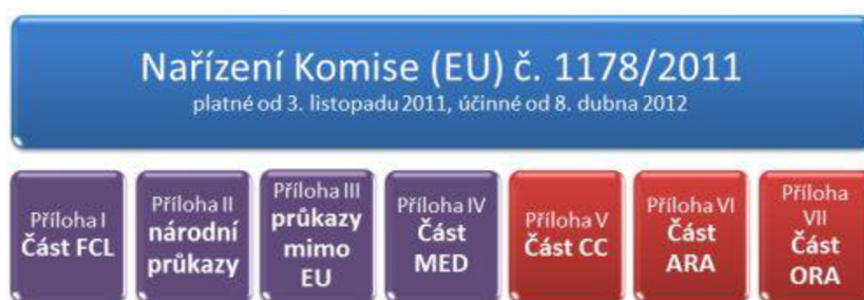 Nařízení Komise (EU) č. 1178/2011
platné od 3. listopadu 2011, účinné od 8. dubna 2012
Příloha I
Část FCL
Příloha II
národní
průkazy
Příloha III
průkazy
mimo
EU
Příloha IV
Část
MED
Příloha V
Část CC
Příloha VI
Část
ARA
Příloha
VII
Část
ORA